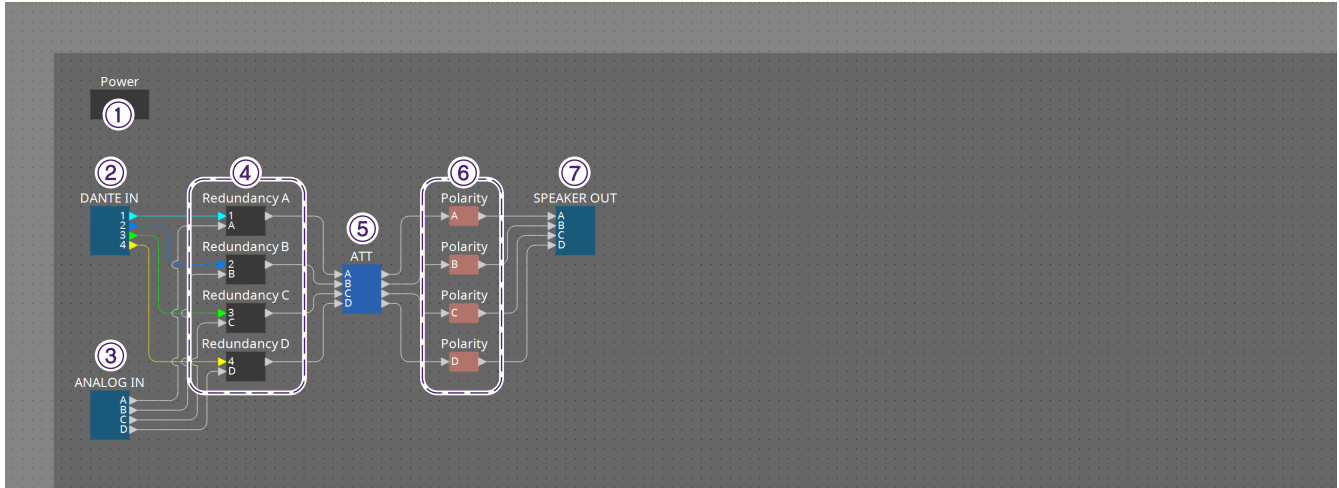 Power
①
②
④
⑥
⑦
DANTE IN
Redundancy A
Polarity
SPEAKER OUT
1
2
3
4
1
A
A
A
B
C
D
⑤
ATT
Redundancy B
Polarity
2
B
B
A
B
C
D
Redundancy C
Polarity
3
C
C
Redundancy D
Polarity
4
D
D
③
ANALOG IN
A
B
C
D